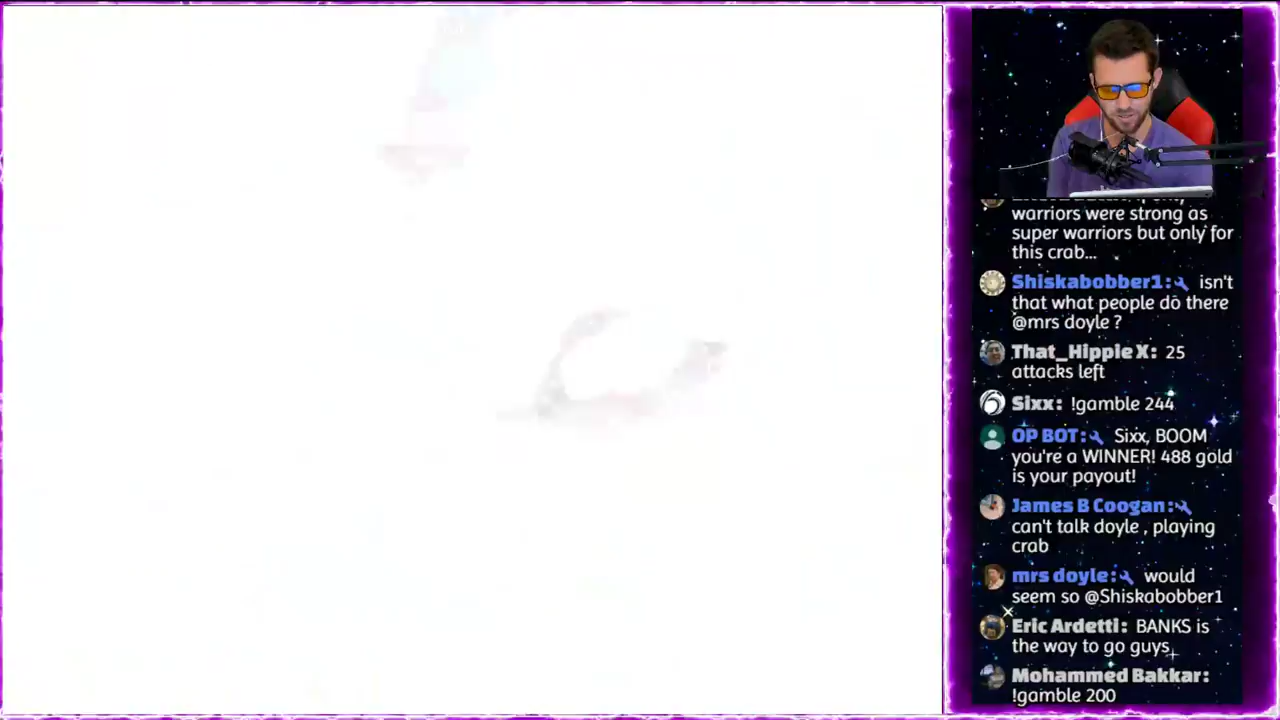 warriors were strong as
super warriors but only for
this crab...
Shiskabobber1: isn't
that what people do there
@mrs doyle ?
That_Hippie X: 25
attacks left
Sixx: !gamble 244
OP BOT: Sixx, BOOM
you're a WINNER! 488 gold
is your payout!
James B Coogan:
can't talk doyle , playing
crab
mrs doyle: would
seem so @Shiskabobber1
Eric Ardetti: BANKS is
the way to go guys
Mohammed Bakkar:
!gamble 200